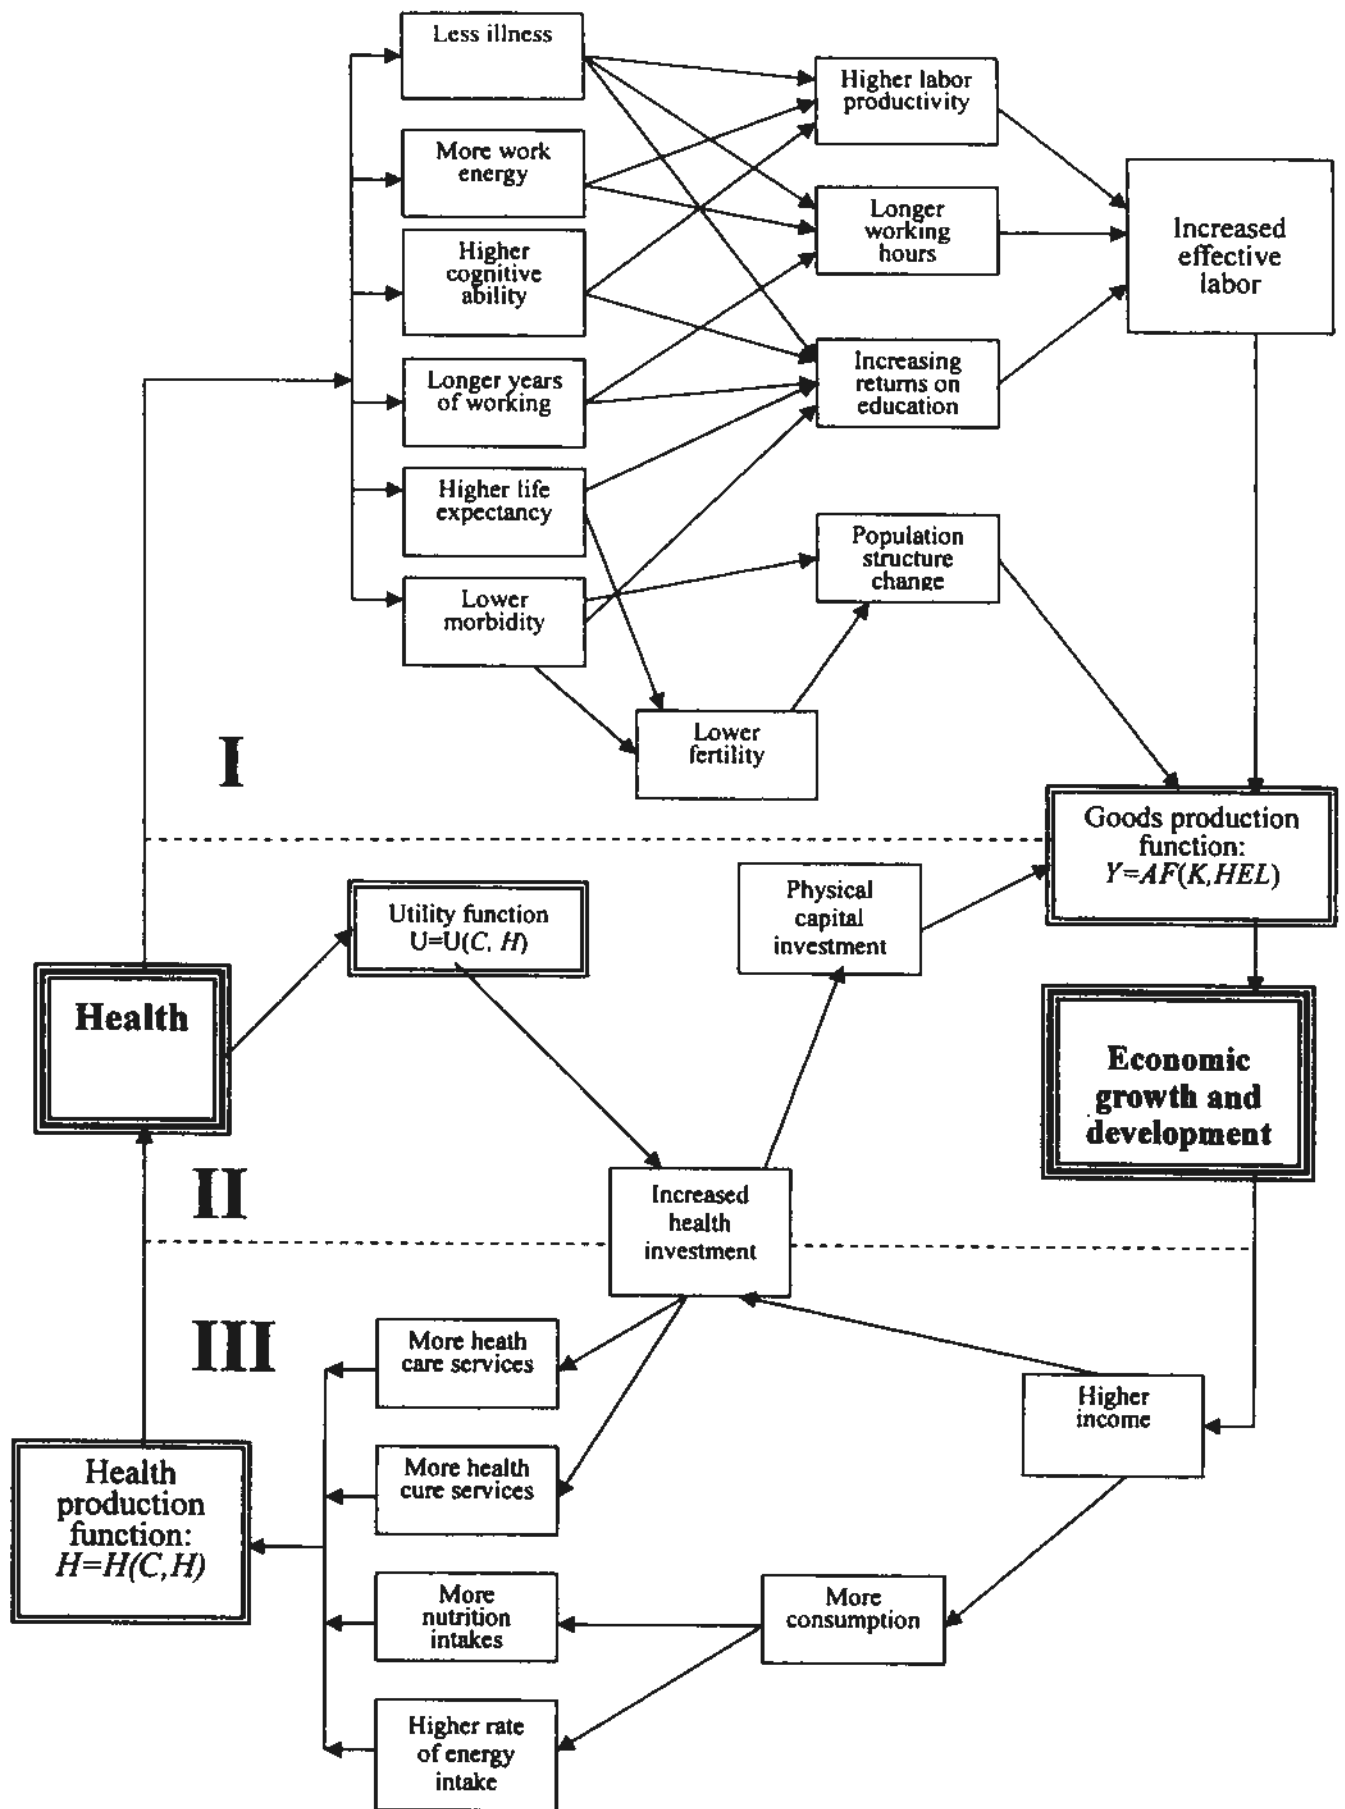 Less illness
Higher labor
productivity
More work
energy
Longer
working
hours
Increased
effective
labor
Higher
cognitive
ability
Increasing
returns on
education
Longer years
of working
Higher life
expectancy
Population
structure
change
Lower
morbidity
Lower
fertility
I
Goods production
function:
Y=AF(K,HEL)
Physical
capital
investment
Utility function
U=U(C, H)
Health
Economic
growth and
development
II
Increased
health
investment
III
More heath
care services
Higher
income
More health
cure services
Health
production
function:
H=H(C,H)
More
nutrition
intakes
More
consumption
Higher rate
of energy
intake